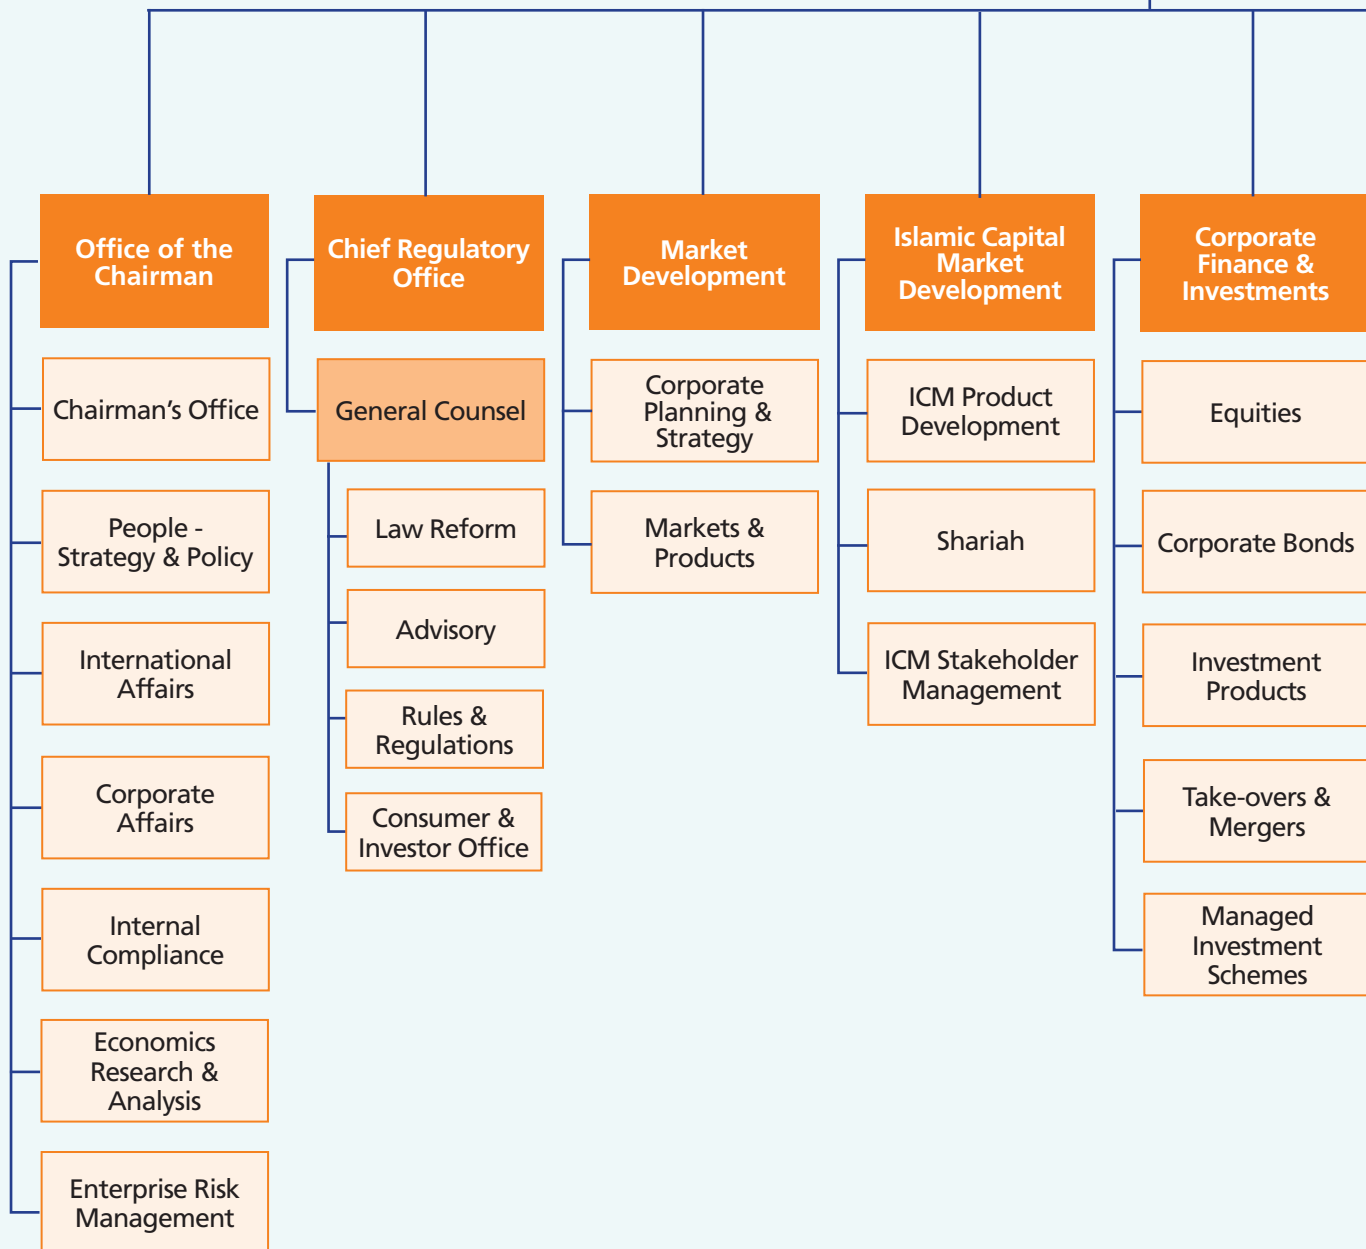 Office of the
Chairman
Chairman's Office
People -
Strategy & Policy
International
Affairs
Corporate
Affairs
Internal
Compliance
Economics
Research &
Analysis
Enterprise Risk
Management
Chief Regulatory
Office
General Counsel
Law Reform
Advisory
Rules &
Regulations
Consumer &
Investor Office
Market
Development
Corporate
Planning &
Strategy
Markets &
Products
Islamic Capital
Market
Development
ICM Product
Development
Shariah
ICM Stakeholder
Management
Corporate
Finance &
Investments
Equities
Corporate Bonds
Investment
Products
Take-overs &
Mergers
Managed
Investment
Schemes